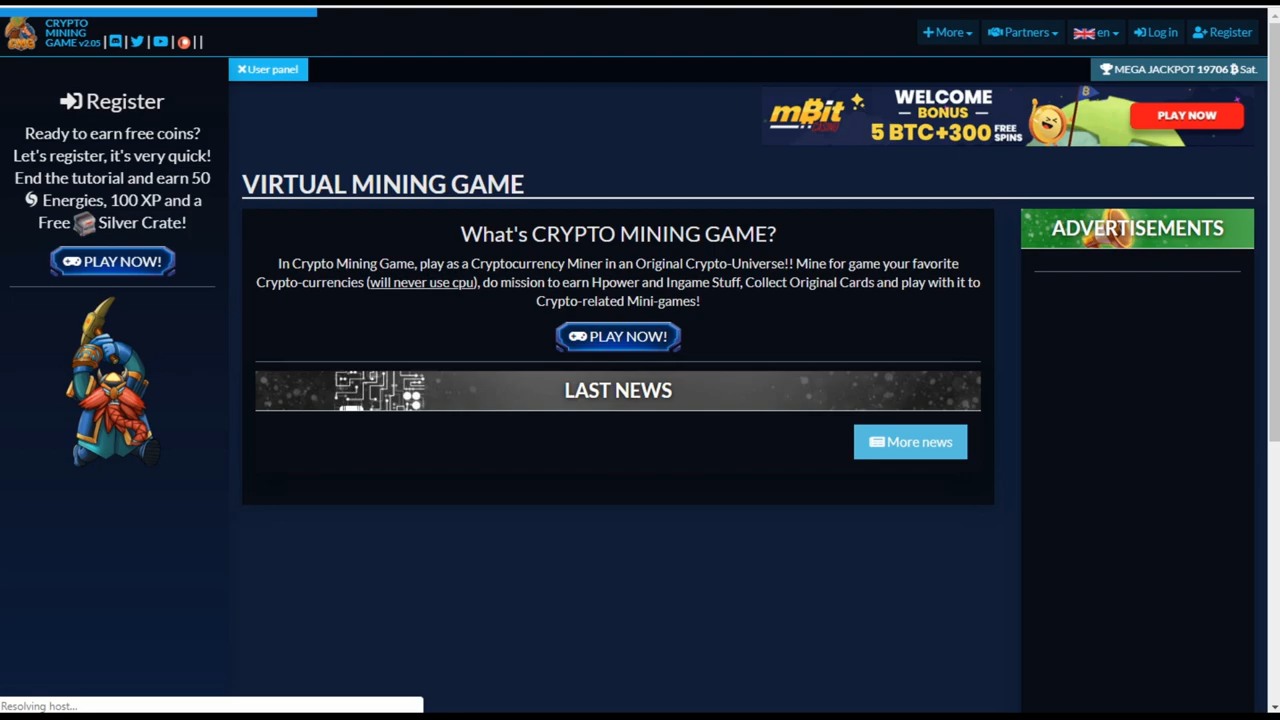 CRYPTO
MINING
GAME v2.05
More
Partners
en
Log in
Register
User panel
MEGA JACKPOT 19706 Sat.
Register
Ready to earn free coins?
Let's register, it's very quick!
End the tutorial and earn 50
Energies, 100 XP and a
Free Silver Crate!
PLAY NOW!
mBit
CASINO
WELCOME
BONUS
5 BTC+300 FREE SPINS
PLAY NOW
VIRTUAL MINING GAME
What's CRYPTO MINING GAME?
In Crypto Mining Game, play as a Cryptocurrency Miner in an Original Crypto-Universe!! Mine for game your favorite
Crypto-currencies (will never use cpu), do mission to earn Hpower and Ingame Stuff, Collect Original Cards and play with it to
Crypto-related Mini-games!
PLAY NOW!
LAST NEWS
More news
ADVERTISEMENTS
Resolving host...